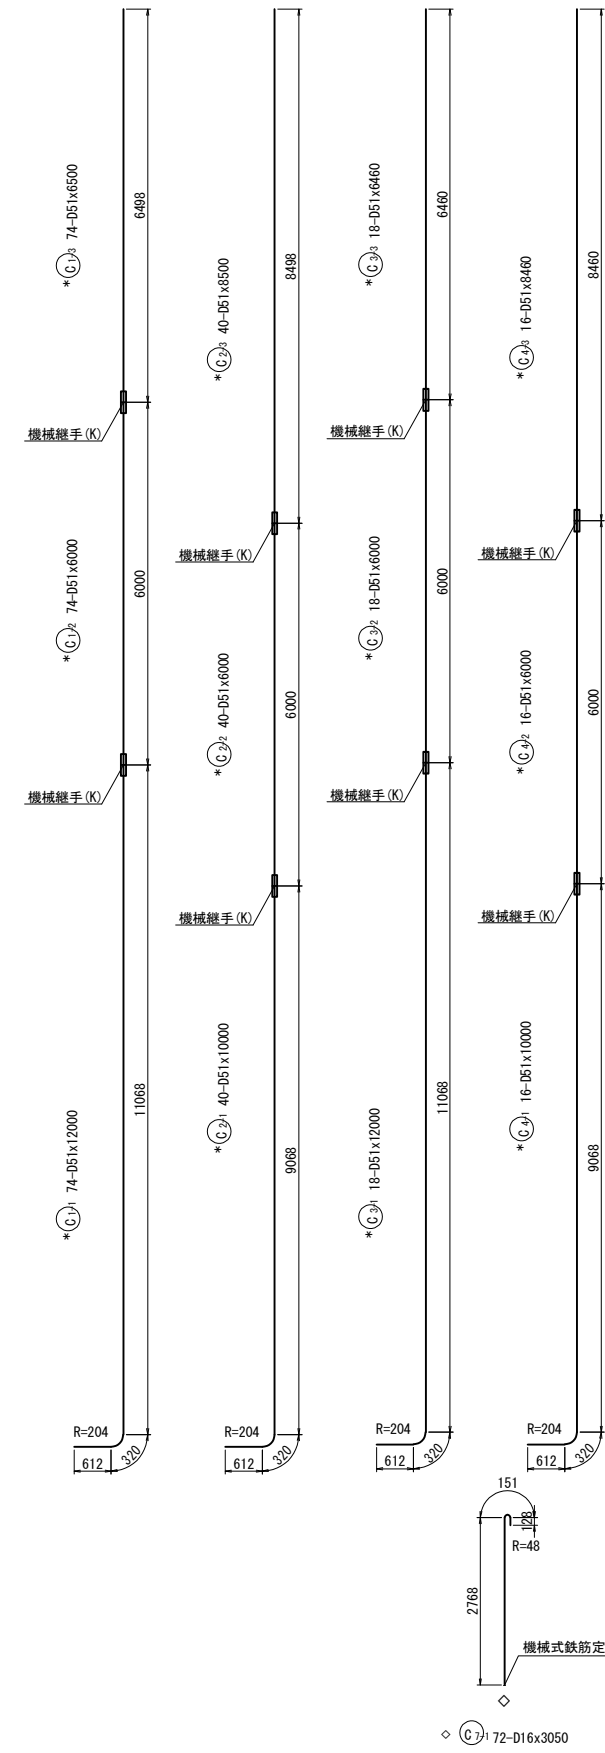 *C1-3 74-D51x6500
6498
機械継手(K)
*C1-2 74-D51x6000
6000
機械継手(K)
*C1-1 74-D51x12000
11068
R=204
612
320
*C2-3 40-D51x8500
8498
機械継手(K)
*C2-2 40-D51x6000
6000
機械継手(K)
*C2-1 40-D51x10000
9068
R=204
612
320
*C3-3 18-D51x6460
6460
機械継手(K)
*C3-2 18-D51x6000
6000
機械継手(K)
*C3-1 18-D51x12000
11068
R=204
612
320
*C4-3 16-D51x8460
8460
機械継手(K)
*C4-2 16-D51x6000
6000
機械継手(K)
*C4-1 16-D51x10000
9068
R=204
612
320
151
128
R=48
2768
機械式鉄筋定
◇ C7-1 72-D16x3050